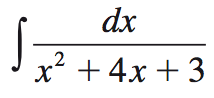 ∫ dx / (x² + 4x + 3)